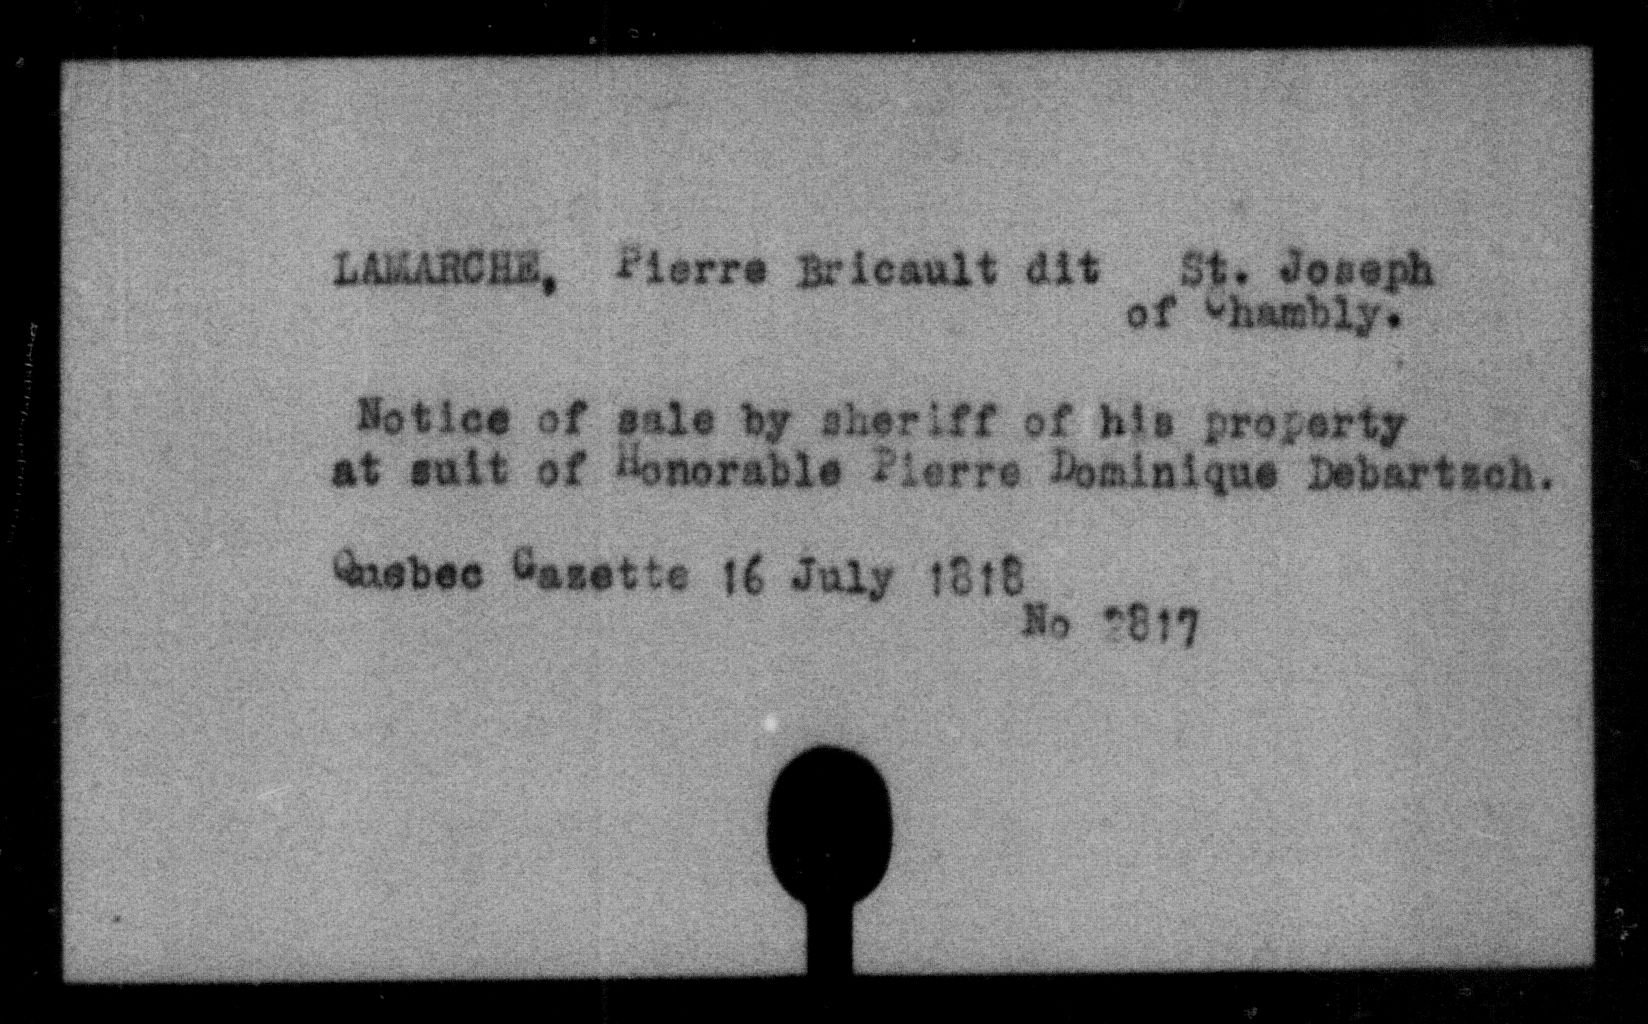 LAMARCHE, Pierre Bricault dit St. Joseph
of Chambly.
Notice of sale by sheriff of his property
at suit of Honorable Pierre Dominique Debartzch.
Quebec Gazette 16 July 1818
No 2817